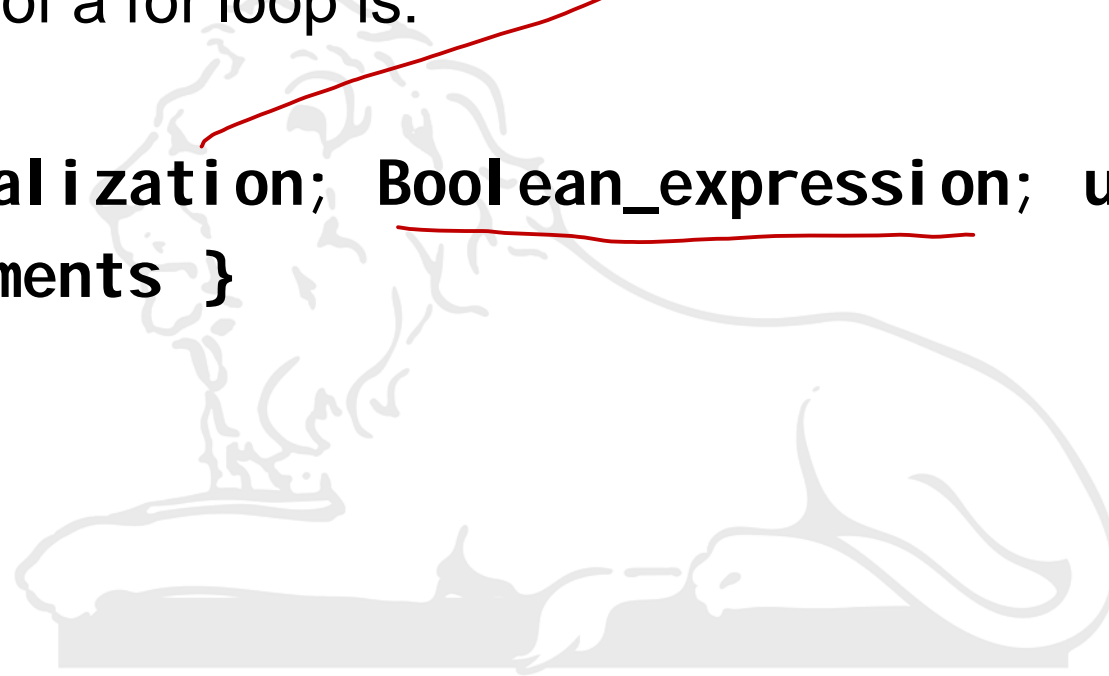 of a for loop is:
alization; Boolean_expression; u
ments }